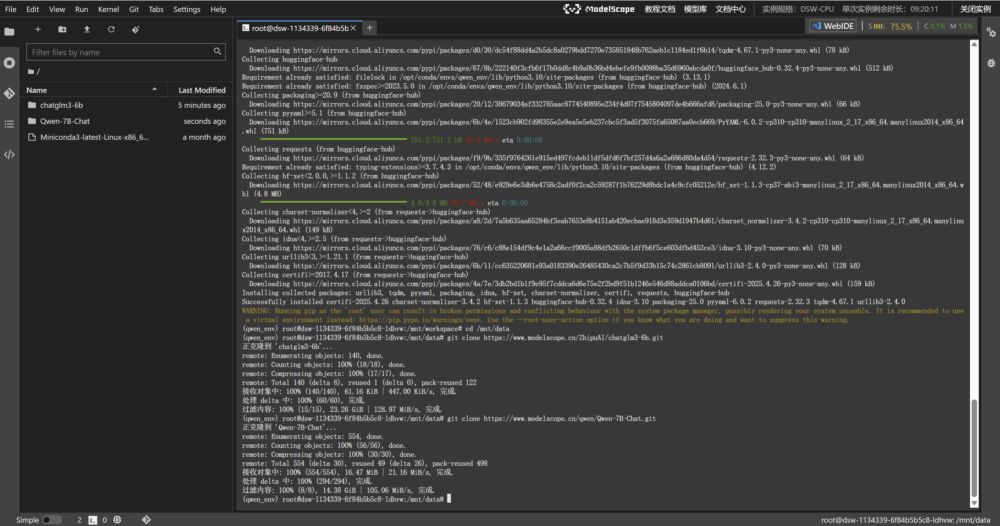 File Edit View Run Kernel Git Tabs Settings Help
ModelScope 教程文档 模型库 文档中心 实例规格: DSW-CPU 单次实例剩余时长: 09:20:11 关闭实例
root@dsw-1134339-6f84b5b
WebIDE S 75.5% C 0.1% M 1.5%
Filter files by name
/
Name Last Modified
chatglm3-6b 5 minutes ago
Qwen-7B-Chat seconds ago
Miniconda3-latest-Linux-x86_6... a month ago
Downloading https://mirrors.cloud.aliyuncs.com/pypi/packages/d0/30/dc54f88dd4a2b5dc8a0279bdd7270e735851848b762aeb1c1184ed1f6b14/tqdm-4.67.1-py3-none-any.whl (78 kB)
Collecting huggingface-hub
Downloading https://mirrors.cloud.aliyuncs.com/pypi/packages/67/8b/222140f3cfb6f17b0dd8c4b9a0b36bd4ebefe9fb0098ba35d6960abcda0f/huggingface_hub-0.32.4-py3-none-any.whl (512 kB)
Requirement already satisfied: filelock in /opt/conda/envs/qwen_env/lib/python3.10/site-packages (from huggingface-hub) (3.13.1)
Requirement already satisfied: fsspec>=2023.5.0 in /opt/conda/envs/qwen_env/lib/python3.10/site-packages (from huggingface-hub) (2024.6.1)
Collecting packaging>=20.9 (from huggingface-hub)
Downloading https://mirrors.cloud.aliyuncs.com/pypi/packages/20/12/38679034af332785aac8774540895e234f4d07f7545804097de4b666afd8/packaging-25.0-py3-none-any.whl (66 kB)
Collecting pyyaml>=5.1 (from huggingface-hub)
Downloading https://mirrors.cloud.aliyuncs.com/pypi/packages/6b/4e/1523cb902fd98355e2e9ea5e5eb237cbc5f3ad5f3075fa65087aa0ecb669/PyYAML-6.0.2-cp310-cp310-manylinux_2_17_x86_64.manylinux2014_x86_64
.whl (751 kB)
751.2/751.2 kB 45.6 MB/s eta 0:00:00
Collecting requests (from huggingface-hub)
Downloading https://mirrors.cloud.aliyuncs.com/pypi/packages/f9/9b/335f9764261e915ed497fcdeb11df5dfd6f7bf257d4a6a2a686d80da4d54/requests-2.32.3-py3-none-any.whl (64 kB)
Requirement already satisfied: typing-extensions>=3.7.4.3 in /opt/conda/envs/qwen_env/lib/python3.10/site-packages (from huggingface-hub) (4.12.2)
Collecting hf-xet<2.0.0,>=1.1.2 (from huggingface-hub)
Downloading https://mirrors.cloud.aliyuncs.com/pypi/packages/52/48/e929e6e3db6e4758c2adf0f2ca2c59287f1b76229d8bdc1a4c9cfc05212e/hf_xet-1.1.3-cp37-abi3-manylinux_2_17_x86_64.manylinux2014_x86_64.w
hl (4.8 MB)
4.8/4.8 MB 80.7 MB/s eta 0:00:00
Collecting charset-normalizer<4,>=2 (from requests->huggingface-hub)
Downloading https://mirrors.cloud.aliyuncs.com/pypi/packages/a8/2d/7a5b635aa65284bf3eab7653e8b4151ab420ecbae918d3e359d1947b4d61/charset_normalizer-3.4.2-cp310-cp310-manylinux_2_17_x86_64.manylinu
x2014_x86_64.whl (149 kB)
Collecting idna<4,>=2.5 (from requests->huggingface-hub)
Downloading https://mirrors.cloud.aliyuncs.com/pypi/packages/76/c6/c88e154df9c4e1a2a66ccf0005a88dfb2650c1dffb6f5ce603dfbd452ce3/idna-3.10-py3-none-any.whl (70 kB)
Collecting urllib3<3,>=1.21.1 (from requests->huggingface-hub)
Downloading https://mirrors.cloud.aliyuncs.com/pypi/packages/6b/11/cc635220681e93a0183390e26485430ca2c7b5f9d33b15c74c2861cb8091/urllib3-2.4.0-py3-none-any.whl (128 kB)
Collecting certifi>=2017.4.17 (from requests->huggingface-hub)
Downloading https://mirrors.cloud.aliyuncs.com/pypi/packages/4a/7e/3db2bd1b1f9e95f7cddca6d6e75e2f2bd9f51b1246e546d88addca0106bd/certifi-2025.4.26-py3-none-any.whl (159 kB)
Installing collected packages: urllib3, tqdm, pyyaml, packaging, idna, hf-xet, charset-normalizer, certifi, requests, huggingface-hub
Successfully installed certifi-2025.4.26 charset-normalizer-3.4.2 hf-xet-1.1.3 huggingface-hub-0.32.4 idna-3.10 packaging-25.0 pyyaml-6.0.2 requests-2.32.3 tqdm-4.67.1 urllib3-2.4.0
WARNING: Running pip as the 'root' user can result in broken permissions and conflicting behaviour with the system package manager, possibly rendering your system unusable. It is recommended to use
a virtual environment instead: https://pip.pypa.io/warnings/venv. Use the --root-user-action option if you know what you are doing and want to suppress this warning.
(qwen_env) root@dsw-1134339-6f84b5b5c8-ldhvw:/mnt/workspace# cd /mnt/data
(qwen_env) root@dsw-1134339-6f84b5b5c8-ldhvw:/mnt/data# git clone https://www.modelscope.cn/ZhipuAI/chatglm3-6b.git
正克隆到 'chatglm3-6b'...
remote: Enumerating objects: 140, done.
remote: Counting objects: 100% (18/18), done.
remote: Compressing objects: 100% (17/17), done.
remote: Total 140 (delta 8), reused 1 (delta 0), pack-reused 122
接收对象中: 100% (140/140), 61.16 KiB | 447.00 KiB/s, 完成.
处理 delta 中: 100% (60/60), 完成.
过滤内容: 100% (15/15), 23.26 GiB | 128.97 MiB/s, 完成.
(qwen_env) root@dsw-1134339-6f84b5b5c8-ldhvw:/mnt/data# git clone https://www.modelscope.cn/qwen/Qwen-7B-Chat.git
正克隆到 'Qwen-7B-Chat'...
remote: Enumerating objects: 554, done.
remote: Counting objects: 100% (56/56), done.
remote: Compressing objects: 100% (30/30), done.
remote: Total 554 (delta 30), reused 49 (delta 26), pack-reused 498
接收对象中: 100% (554/554), 16.47 MiB | 21.16 MiB/s, 完成.
处理 delta 中: 100% (294/294), 完成.
过滤内容: 100% (8/8), 14.38 GiB | 105.06 MiB/s, 完成.
(qwen_env) root@dsw-1134339-6f84b5b5c8-ldhvw:/mnt/data#
Simple 2 0 root@dsw-1134339-6f84b5b5c8-ldhvw: /mnt/data